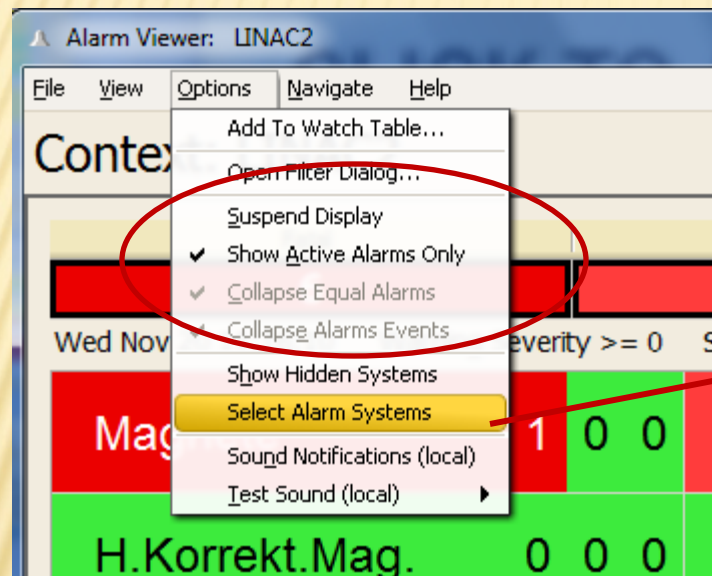 Alarm Viewer: LINAC2
File View Options Navigate Help
Add To Watch Table...
Open Filter Dialog...
Suspend Display
Show Active Alarms Only
Collapse Equal Alarms
Collapse Alarms Events
Wed Nov
>= 0
Show Hidden Systems
Select Alarm Systems
1 0 0
Sound Notifications (local)
Test Sound (local)
H.Korrekt.Mag. 0 0 0